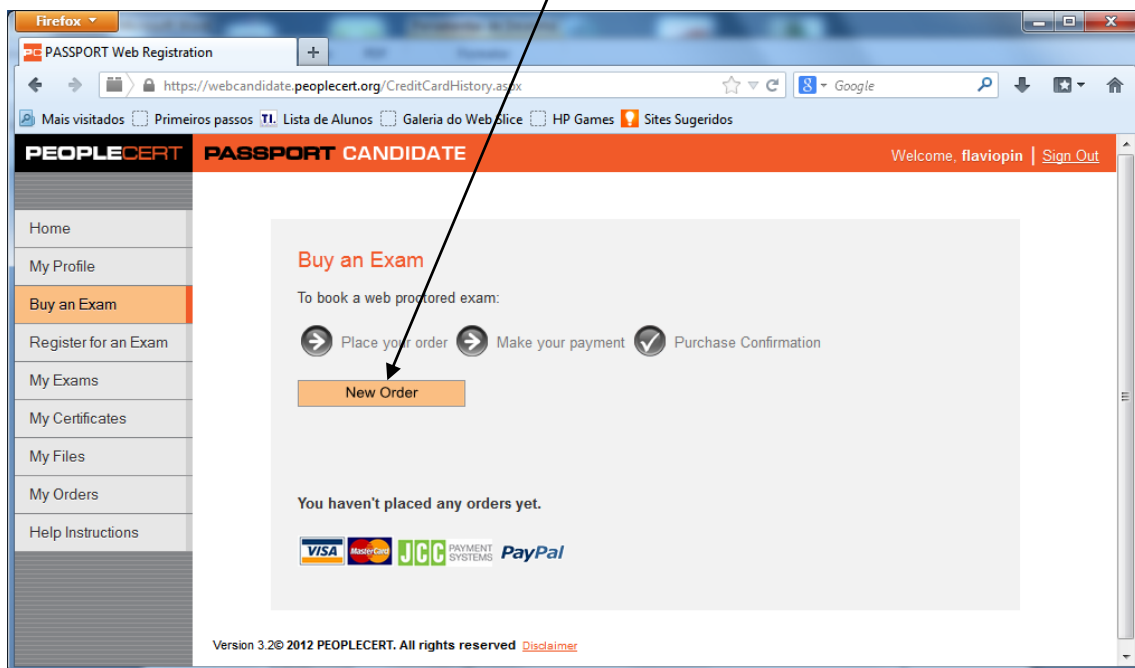 Firefox
PASSPORT Web Registration
https://webcandidate.peoplecert.org/CreditCardHistory.aspx
Google
Mais visitados Primeiros passos TI. Lista de Alunos Galeria do Web Slice HP Games Sites Sugeridos
PEOPLECERT PASSPORT CANDIDATE Welcome, flaviopin | Sign Out
Home
My Profile
Buy an Exam
Register for an Exam
My Exams
My Certificates
My Files
My Orders
Help Instructions
Buy an Exam
To book a web proctored exam:
Place your order Make your payment Purchase Confirmation
New Order
You haven't placed any orders yet.
VISA MasterCard JCC PAYMENT SYSTEMS PayPal
Version 3.2© 2012 PEOPLECERT. All rights reserved Disclaimer